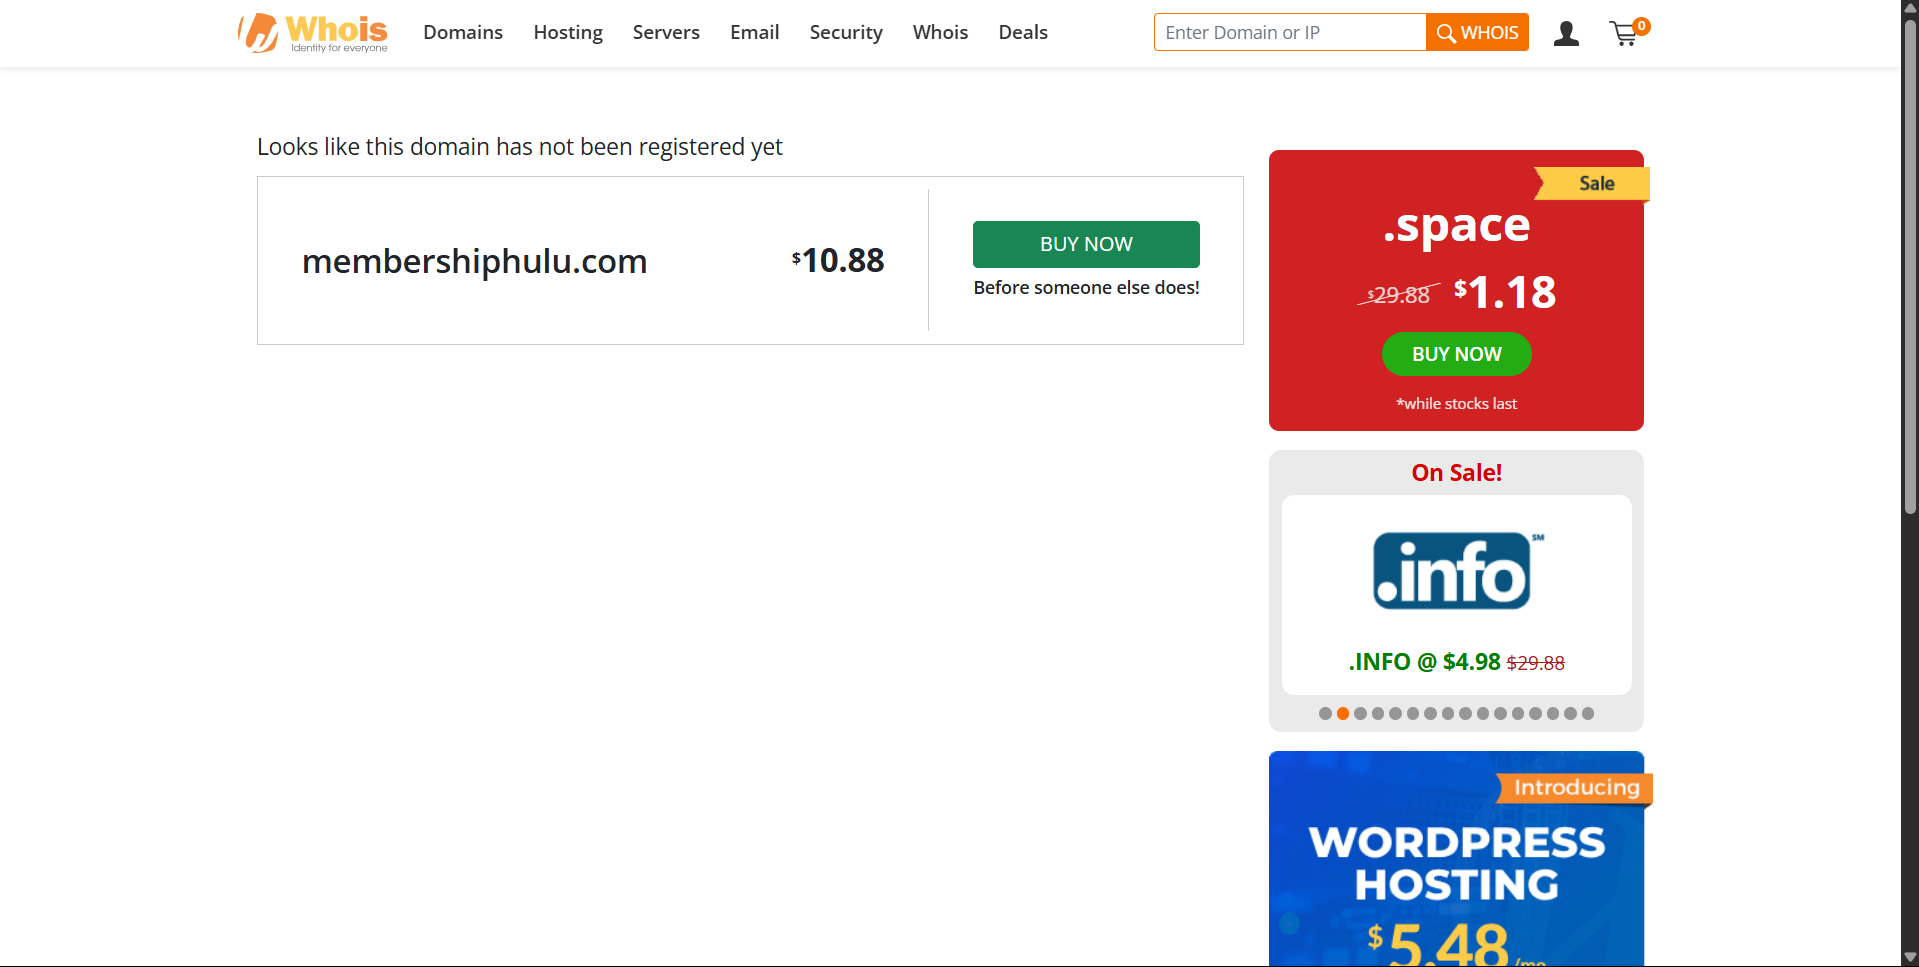 Whois
Identity for everyone
Domains
Hosting
Servers
Email
Security
Whois
Deals
Enter Domain or IP
WHOIS
0
Looks like this domain has not been registered yet
membershiphulu.com
$10.88
BUY NOW
Before someone else does!
Sale
.space
$29.88 $1.18
BUY NOW
*while stocks last
On Sale!
.info SM
.INFO @ $4.98 $29.88
Introducing
WORDPRESS
HOSTING
$5.48/mo